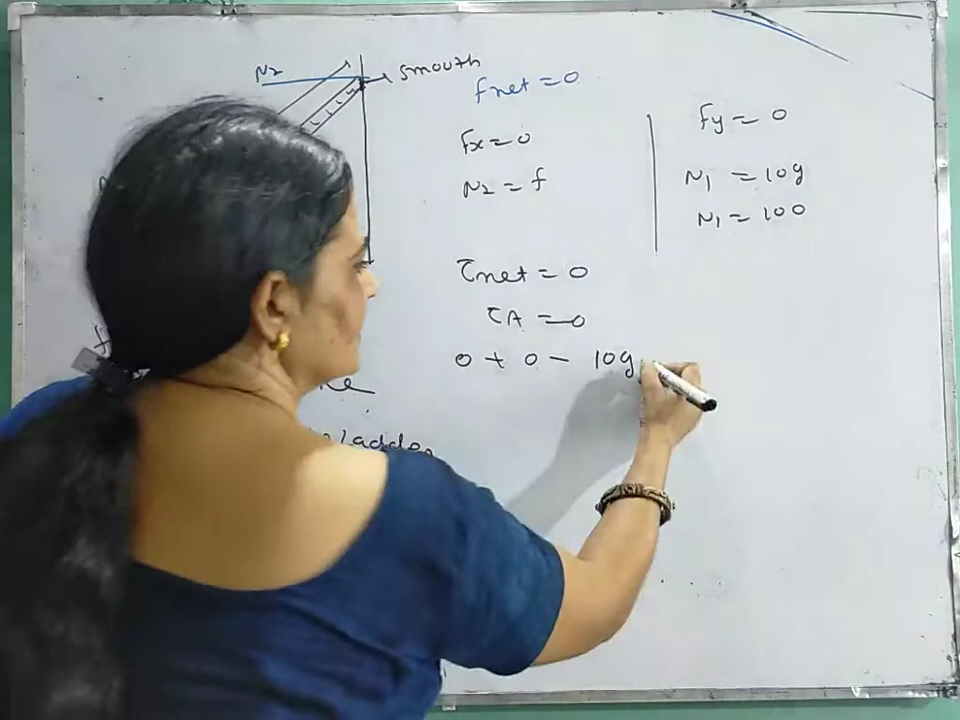 N2
smouth
fnet = 0
fx = 0
N2 = f
fy = 0
N1 = 10g
N1 = 100
τnet = 0
τA = 0
0 + 0 - 10g
ladder